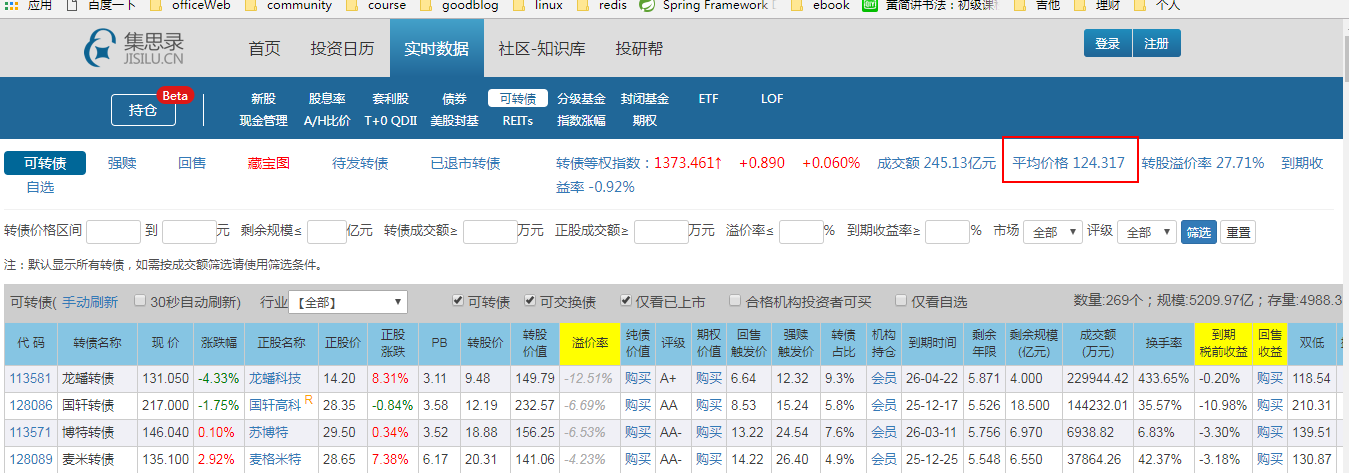 应用 百度一下 officeWeb community course goodblog linux redis Spring Framework ebook 黄简讲书法：初级课 吉他 理财 个人
集思录
JISILU.CN
首页 投资日历 实时数据 社区-知识库 投研帮 登录 注册
持仓 Beta
新股 股息率 套利股 债券 可转债 分级基金 封闭基金 ETF LOF
现金管理 A/H比价 T+0 QDII 美股封基 REITs 指数涨幅 期权
可转债 强赎 回售 藏宝图 待发转债 已退市转债 转债等权指数：1373.461↑ +0.890 +0.060% 成交额 245.13亿元 平均价格 124.317 转股溢价率 27.71% 到期收
自选 益率 -0.92%
转债价格区间 到 元 剩余规模≤ 亿元 转债成交额≥ 万元 正股成交额≥ 万元 溢价率≤ % 到期收益率≥ % 市场 全部 评级 全部 筛选 重置
注：默认显示所有转债，如需按成交额筛选请使用筛选条件。
可转债( 手动刷新 30秒自动刷新) 行业 【全部】 可转债 可交换债 仅看已上市 合格机构投资者可买 仅看自选 数量:269个；规模:5209.97亿；存量:4988.3
代 码 转债名称 现 价 涨跌幅 正股名称 正股价 正股涨跌 PB 转股价 转股价值 溢价率 纯债价值 评级 期权价值 回售触发价 强赎触发价 转债占比 机构持仓 到期时间 剩余年限 剩余规模(亿元) 成交额(万元) 换手率 到期税前收益 回售收益 双低
113581 龙蟠转债 131.050 -4.33% 龙蟠科技 14.20 8.31% 3.11 9.48 149.79 -12.51% 购买 A+ 购买 6.64 12.32 9.3% 会员 26-04-22 5.871 4.000 229944.42 433.65% -0.20% 购买 118.54
128086 国轩转债 217.000 -1.75% 国轩高科 R 28.35 -0.84% 3.58 12.19 232.57 -6.69% 购买 AA 购买 8.53 15.24 5.8% 会员 25-12-17 5.526 18.500 144232.01 35.57% -10.98% 购买 210.31
113571 博特转债 146.040 0.10% 苏博特 29.50 0.34% 3.52 18.88 156.25 -6.53% 购买 AA- 购买 13.22 24.54 7.6% 会员 26-03-11 5.756 6.970 6938.82 6.83% -3.30% 购买 139.51
128089 麦米转债 135.100 2.92% 麦格米特 28.65 7.38% 6.17 20.31 141.06 -4.23% 购买 AA- 购买 14.22 26.40 4.9% 会员 25-12-25 5.548 6.550 37864.26 42.37% -3.18% 购买 130.87